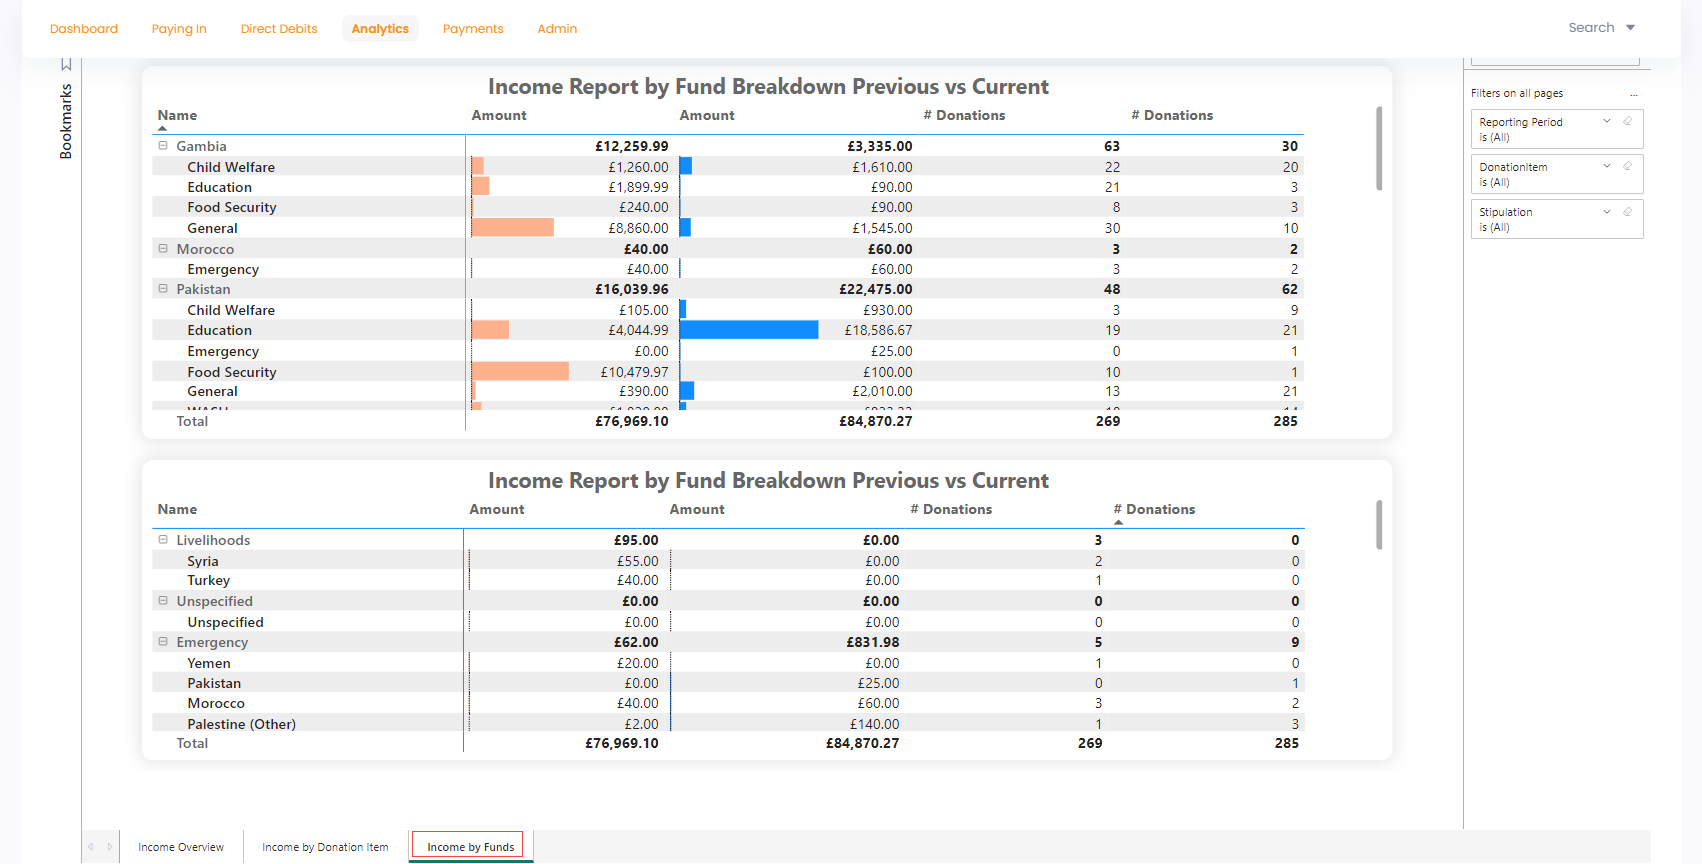 Dashboard Paying In Direct Debits Analytics Payments Admin Search
Bookmarks
Income Report by Fund Breakdown Previous vs Current
Name Amount Amount # Donations # Donations
Gambia £12,259.99 £3,335.00 63 30
Child Welfare £1,260.00 £1,610.00 22 20
Education £1,899.99 £90.00 21 3
Food Security £240.00 £90.00 8 3
General £8,860.00 £1,545.00 30 10
Morocco £40.00 £60.00 3 2
Emergency £40.00 £60.00 3 2
Pakistan £16,039.96 £22,475.00 48 62
Child Welfare £105.00 £930.00 3 9
Education £4,044.99 £18,586.67 19 21
Emergency £0.00 £25.00 0 1
Food Security £10,479.97 £100.00 10 1
General £390.00 £2,010.00 13 21
Total £76,969.10 £84,870.27 269 285
Income Report by Fund Breakdown Previous vs Current
Name Amount Amount # Donations # Donations
Livelihoods £95.00 £0.00 3 0
Syria £55.00 £0.00 2 0
Turkey £40.00 £0.00 1 0
Unspecified £0.00 £0.00 0 0
Unspecified £0.00 £0.00 0 0
Emergency £62.00 £831.98 5 9
Yemen £20.00 £0.00 1 0
Pakistan £0.00 £25.00 0 1
Morocco £40.00 £60.00 3 2
Palestine (Other) £2.00 £140.00 1 3
Total £76,969.10 £84,870.27 269 285
Filters on all pages ...
Reporting Period
is (All)
DonationItem
is (All)
Stipulation
is (All)
Income Overview Income by Donation Item Income by Funds